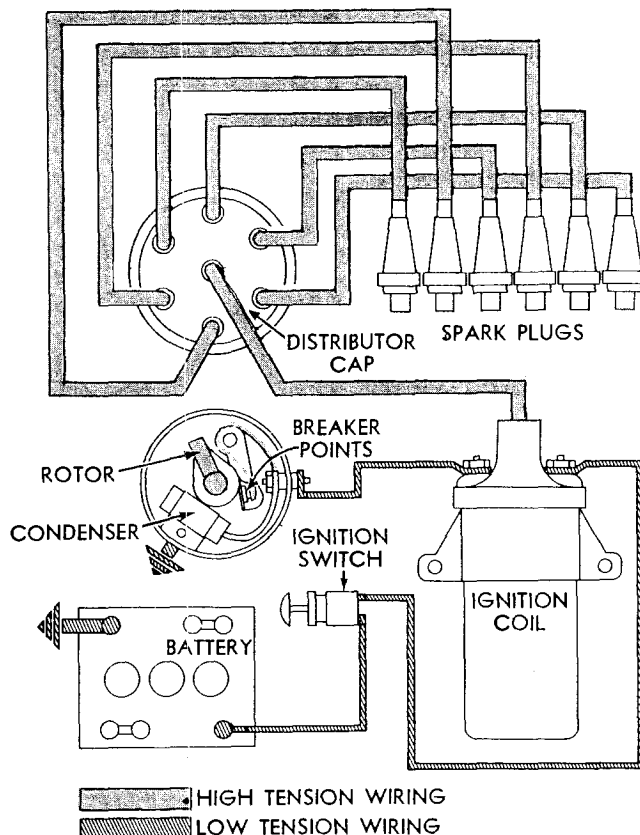 SPARK PLUGS
DISTRIBUTOR
CAP
BREAKER
POINTS
ROTOR
CONDENSER
IGNITION
SWITCH
IGNITION
COIL
BATTERY
HIGH TENSION WIRING
LOW TENSION WIRING